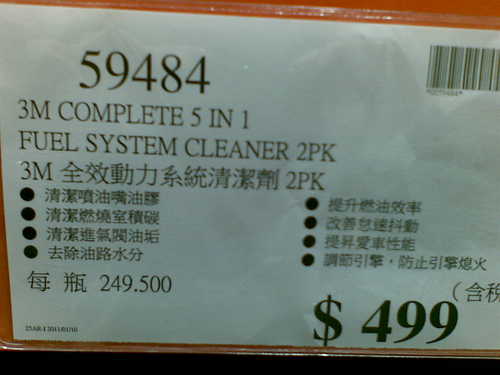 59484
3M COMPLETE 5 IN 1
FUEL SYSTEM CLEANER 2PK
3M 全效動力系統清潔劑 2PK
● 清潔噴油嘴油膠
● 清潔燃燒室積碳
● 清潔進氣閥油垢
● 去除油路水分
● 提升燃油效率
● 改善怠速抖動
● 提昇愛車性能
● 調節引擎，防止引擎熄火
每 瓶 249.500
（含稅
$ 499